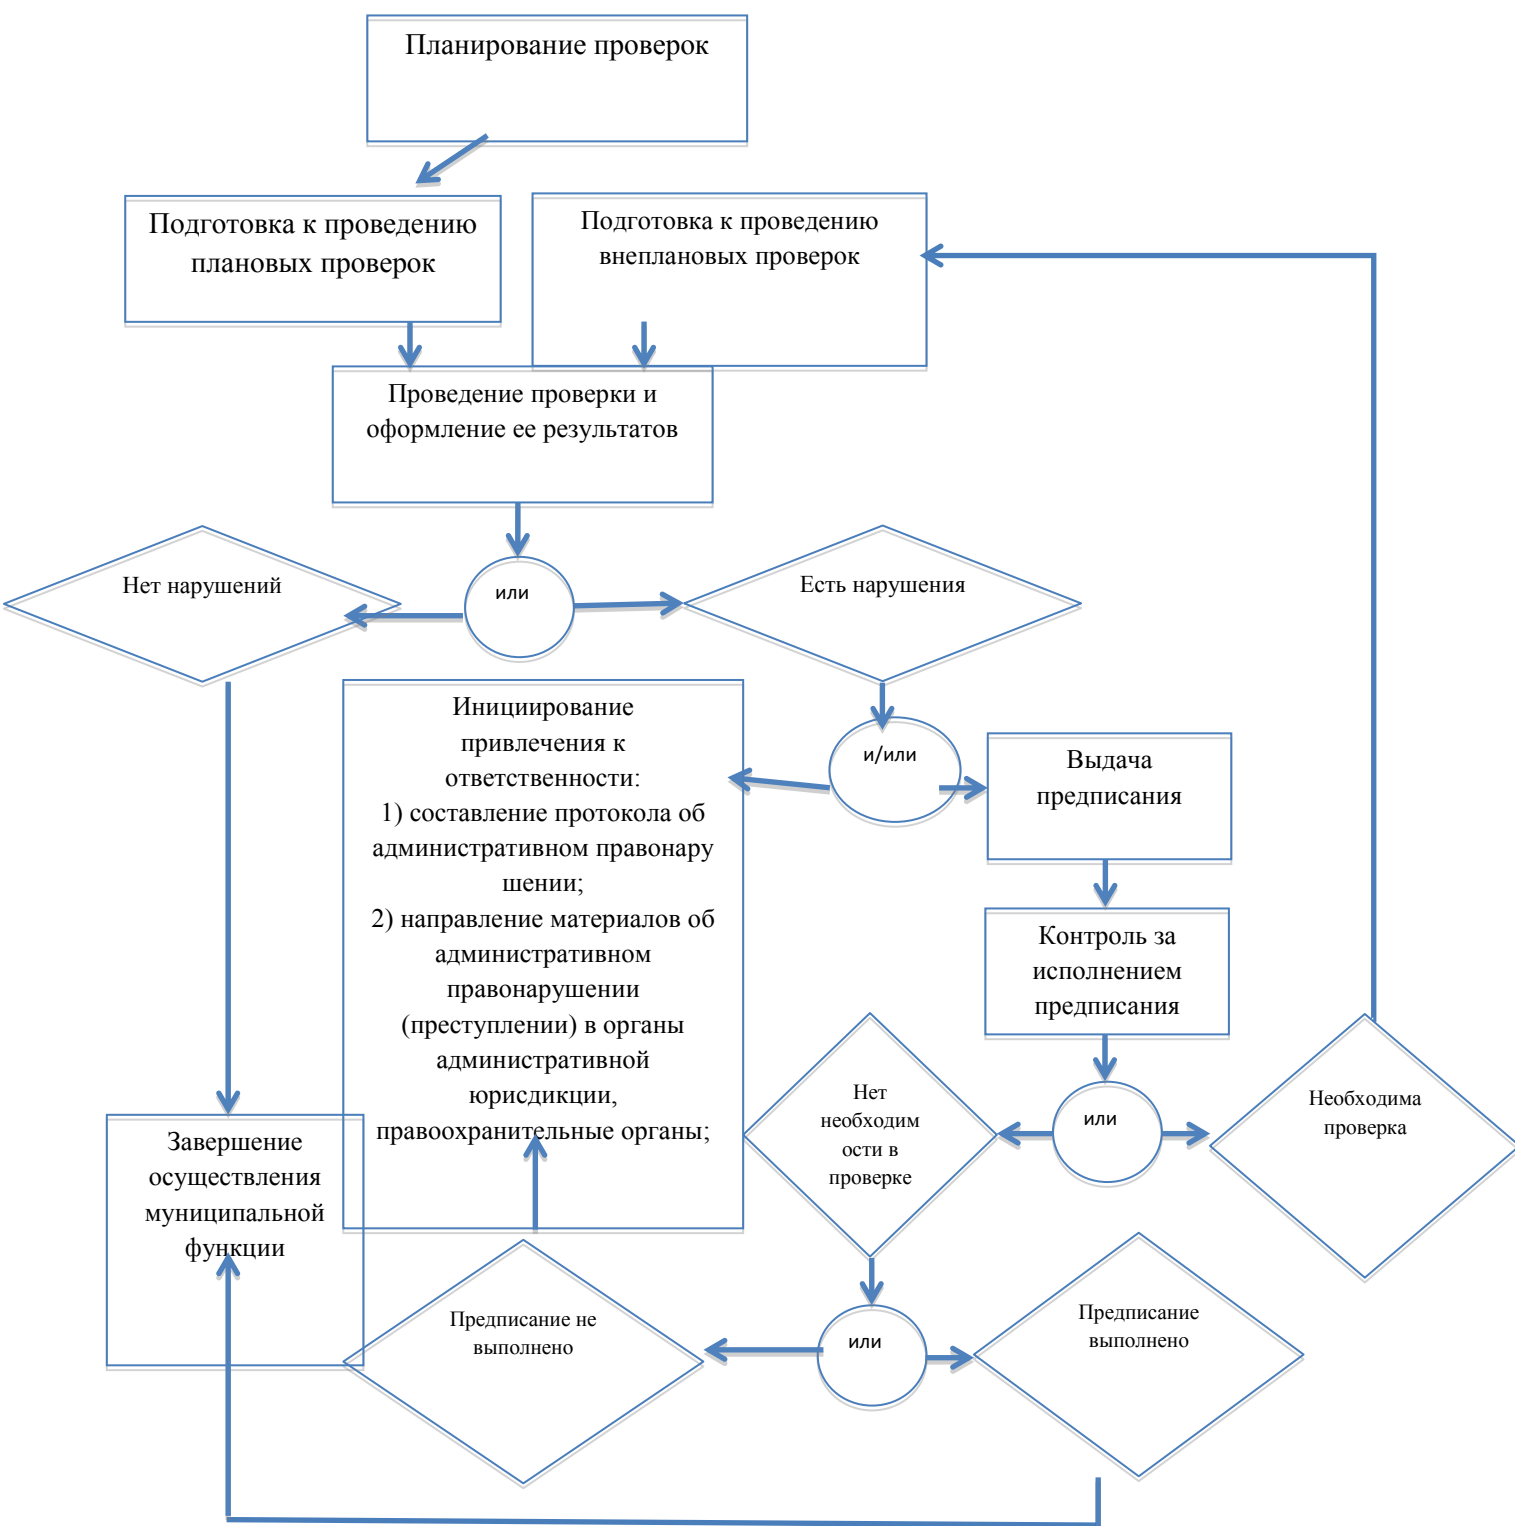 Планирование проверок
Подготовка к проведению
плановых проверок
Подготовка к проведению
внеплановых проверок
Проведение проверки и
оформление ее результатов
Нет нарушений
или
Есть нарушения
Инициирование
привлечения к
ответственности:
1) составление протокола об
административном правонару
шении;
2) направление материалов об
административном
правонарушении
(преступлении) в органы
административной
юрисдикции,
правоохранительные органы;
и/или
Выдача
предписания
Контроль за
исполнением
предписания
Нет
необходим
ости в
проверке
или
Необходима
проверка
Завершение
осуществления
муниципальной
функции
Предписание не
выполнено
или
Предписание
выполнено